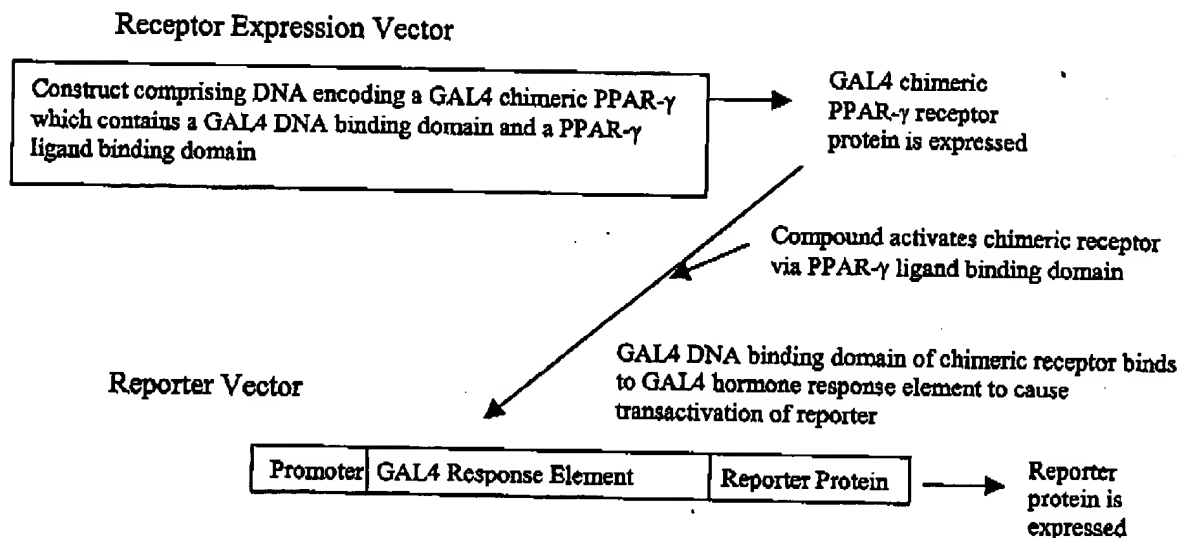 Receptor Expression Vector
Construct comprising DNA encoding a GAL4 chimeric PPAR-γ
which contains a GAL4 DNA binding domain and a PPAR-γ
ligand binding domain
GAL4 chimeric
PPAR-γ receptor
protein is expressed
Compound activates chimeric receptor
via PPAR-γ ligand binding domain
GAL4 DNA binding domain of chimeric receptor binds
to GAL4 hormone response element to cause
transactivation of reporter
Reporter Vector
Promoter GAL4 Response Element Reporter Protein
Reporter
protein is
expressed